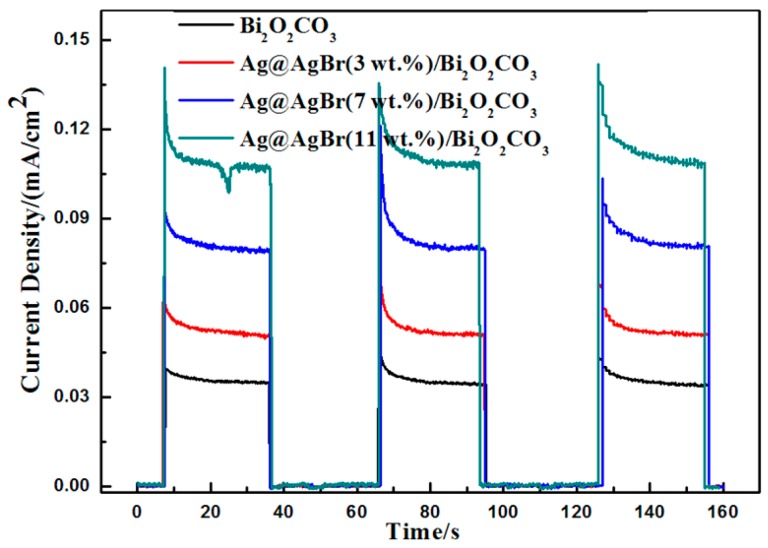 Bi₂O₂CO₃
Ag@AgBr(3 wt.%)/Bi₂O₂CO₃
Ag@AgBr(7 wt.%)/Bi₂O₂CO₃
Ag@AgBr(11 wt.%)/Bi₂O₂CO₃
Current Density/(mA/cm²)
0.15
0.12
0.09
0.06
0.03
0.00
0 20 40 60 80 100 120 140 160
Time/s